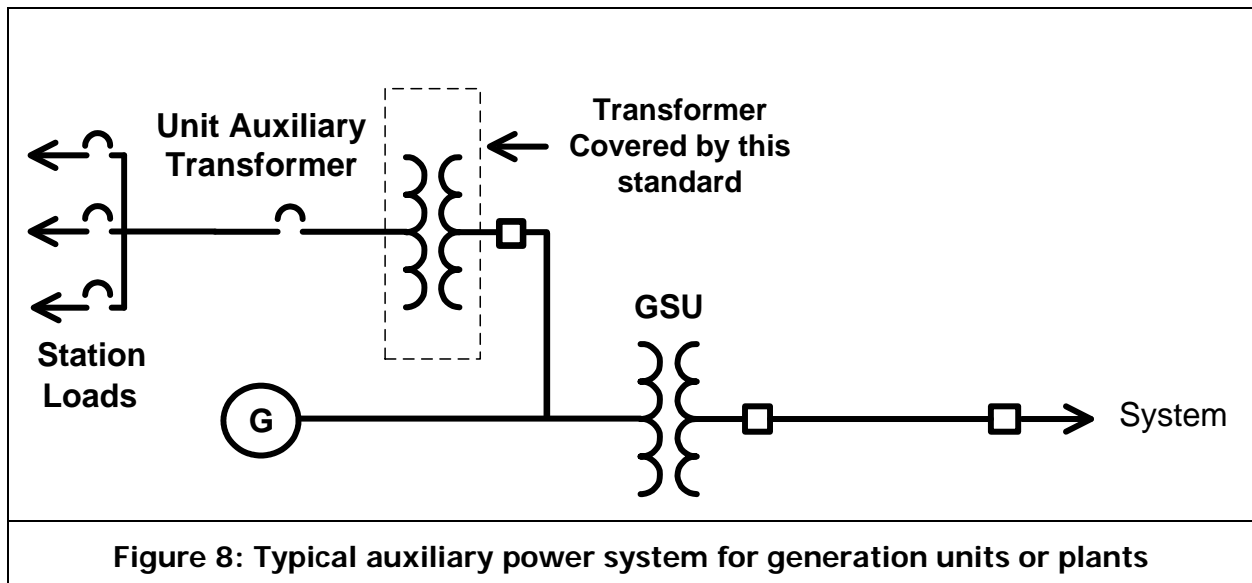 Unit Auxiliary
Transformer
Transformer
Covered by this
standard
GSU
Station
Loads
G
System
Figure 8: Typical auxiliary power system for generation units or plants